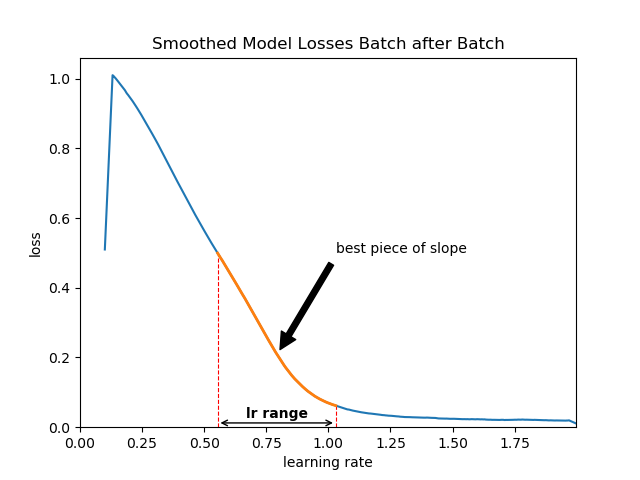 Smoothed Model Losses Batch after Batch
1.0
0.8
0.6
0.4
0.2
0.0
loss
best piece of slope
lr range
0.00 0.25 0.50 0.75 1.00 1.25 1.50 1.75
learning rate